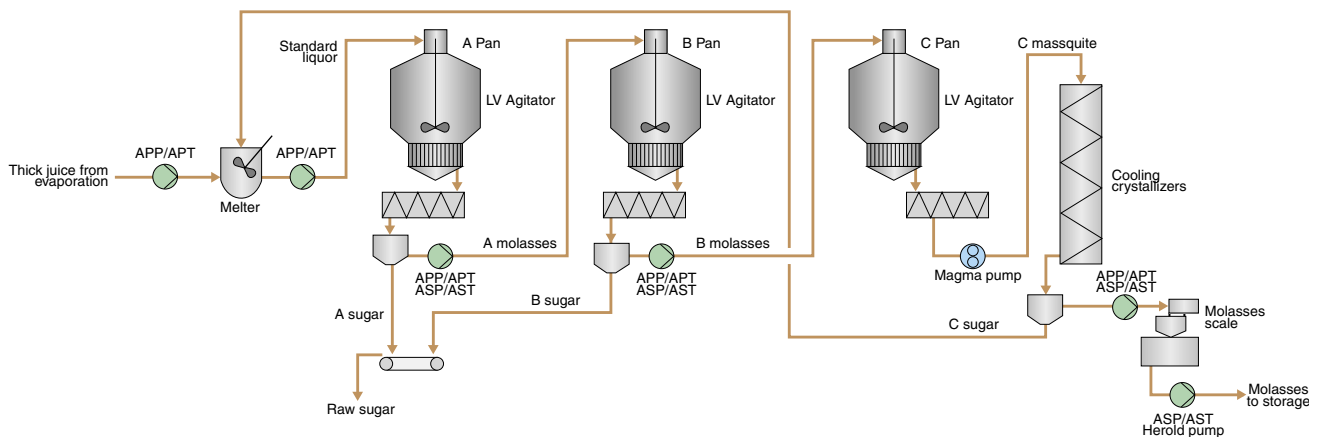 Standard
liquor
A Pan
B Pan
C Pan
C massquite
LV Agitator
LV Agitator
LV Agitator
APP/APT
APP/APT
Thick juice from
evaporation
Melter
Cooling
crystallizers
A molasses
B molasses
APP/APT
ASP/AST
APP/APT
ASP/AST
Magma pump
APP/APT
ASP/AST
A sugar
B sugar
C sugar
Molasses
scale
Raw sugar
Molasses
to storage
ASP/AST
Herold pump